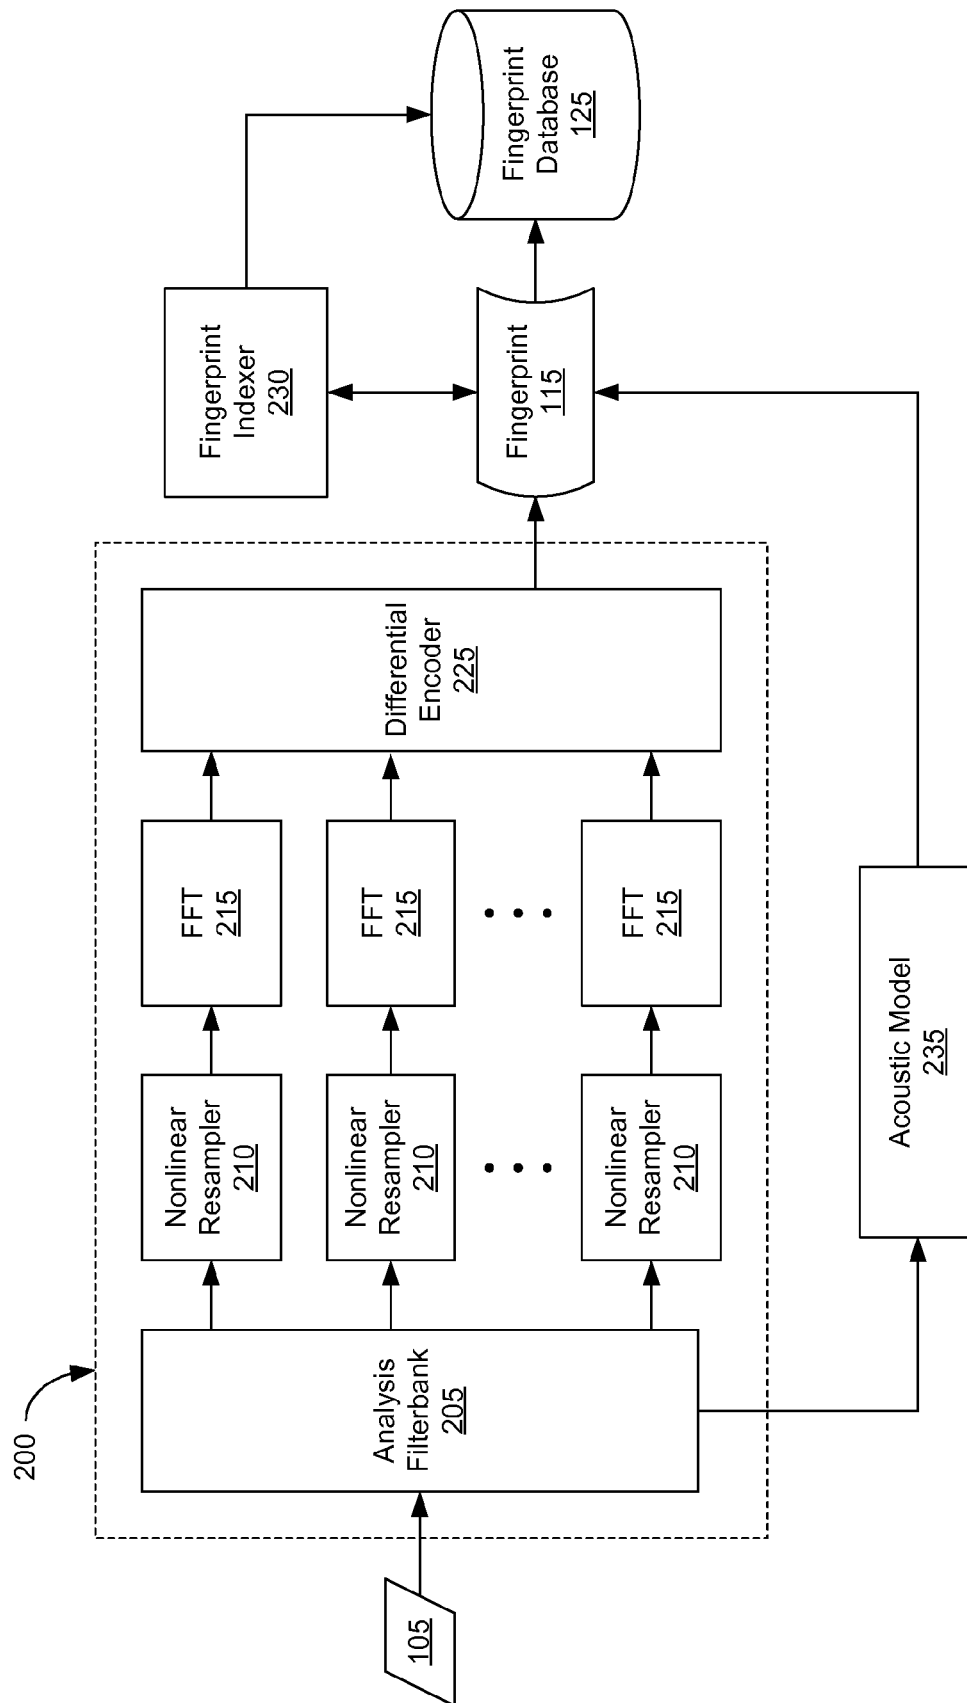 200
105
Analysis
Filterbank
205
Nonlinear
Resampler
210
Nonlinear
Resampler
210
Nonlinear
Resampler
210
FFT
215
FFT
215
FFT
215
Differential
Encoder
225
Fingerprint
Indexer
230
Fingerprint
115
Fingerprint
Database
125
Acoustic Model
235